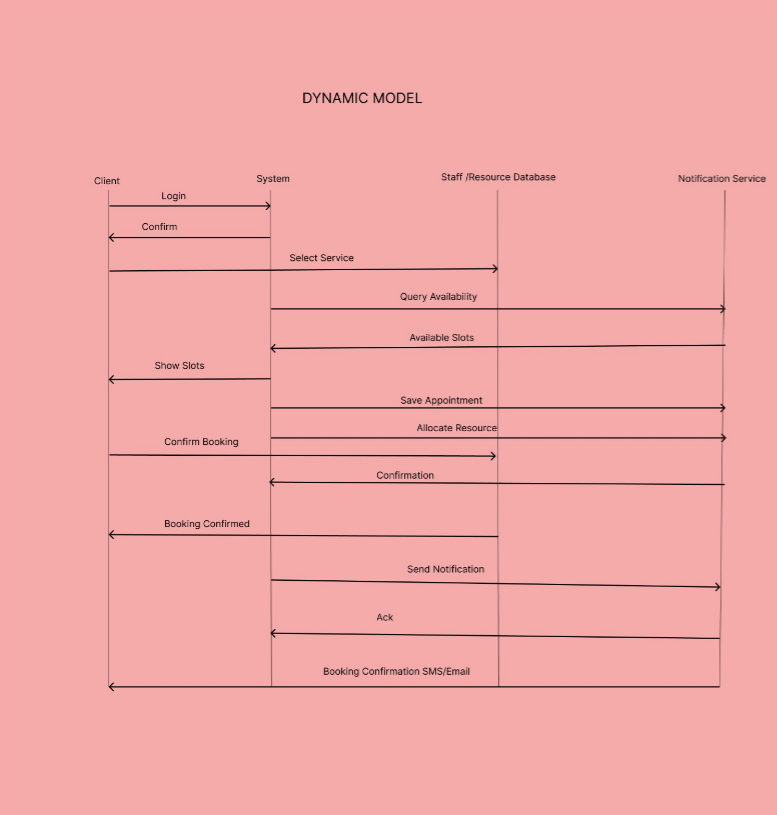 DYNAMIC MODEL
Client
System
Staff /Resource Database
Notification Service
Login
Confirm
Select Service
Query Availability
Available Slots
Show Slots
Save Appointment
Allocate Resource
Confirm Booking
Confirmation
Booking Confirmed
Send Notification
Ack
Booking Confirmation SMS/Email